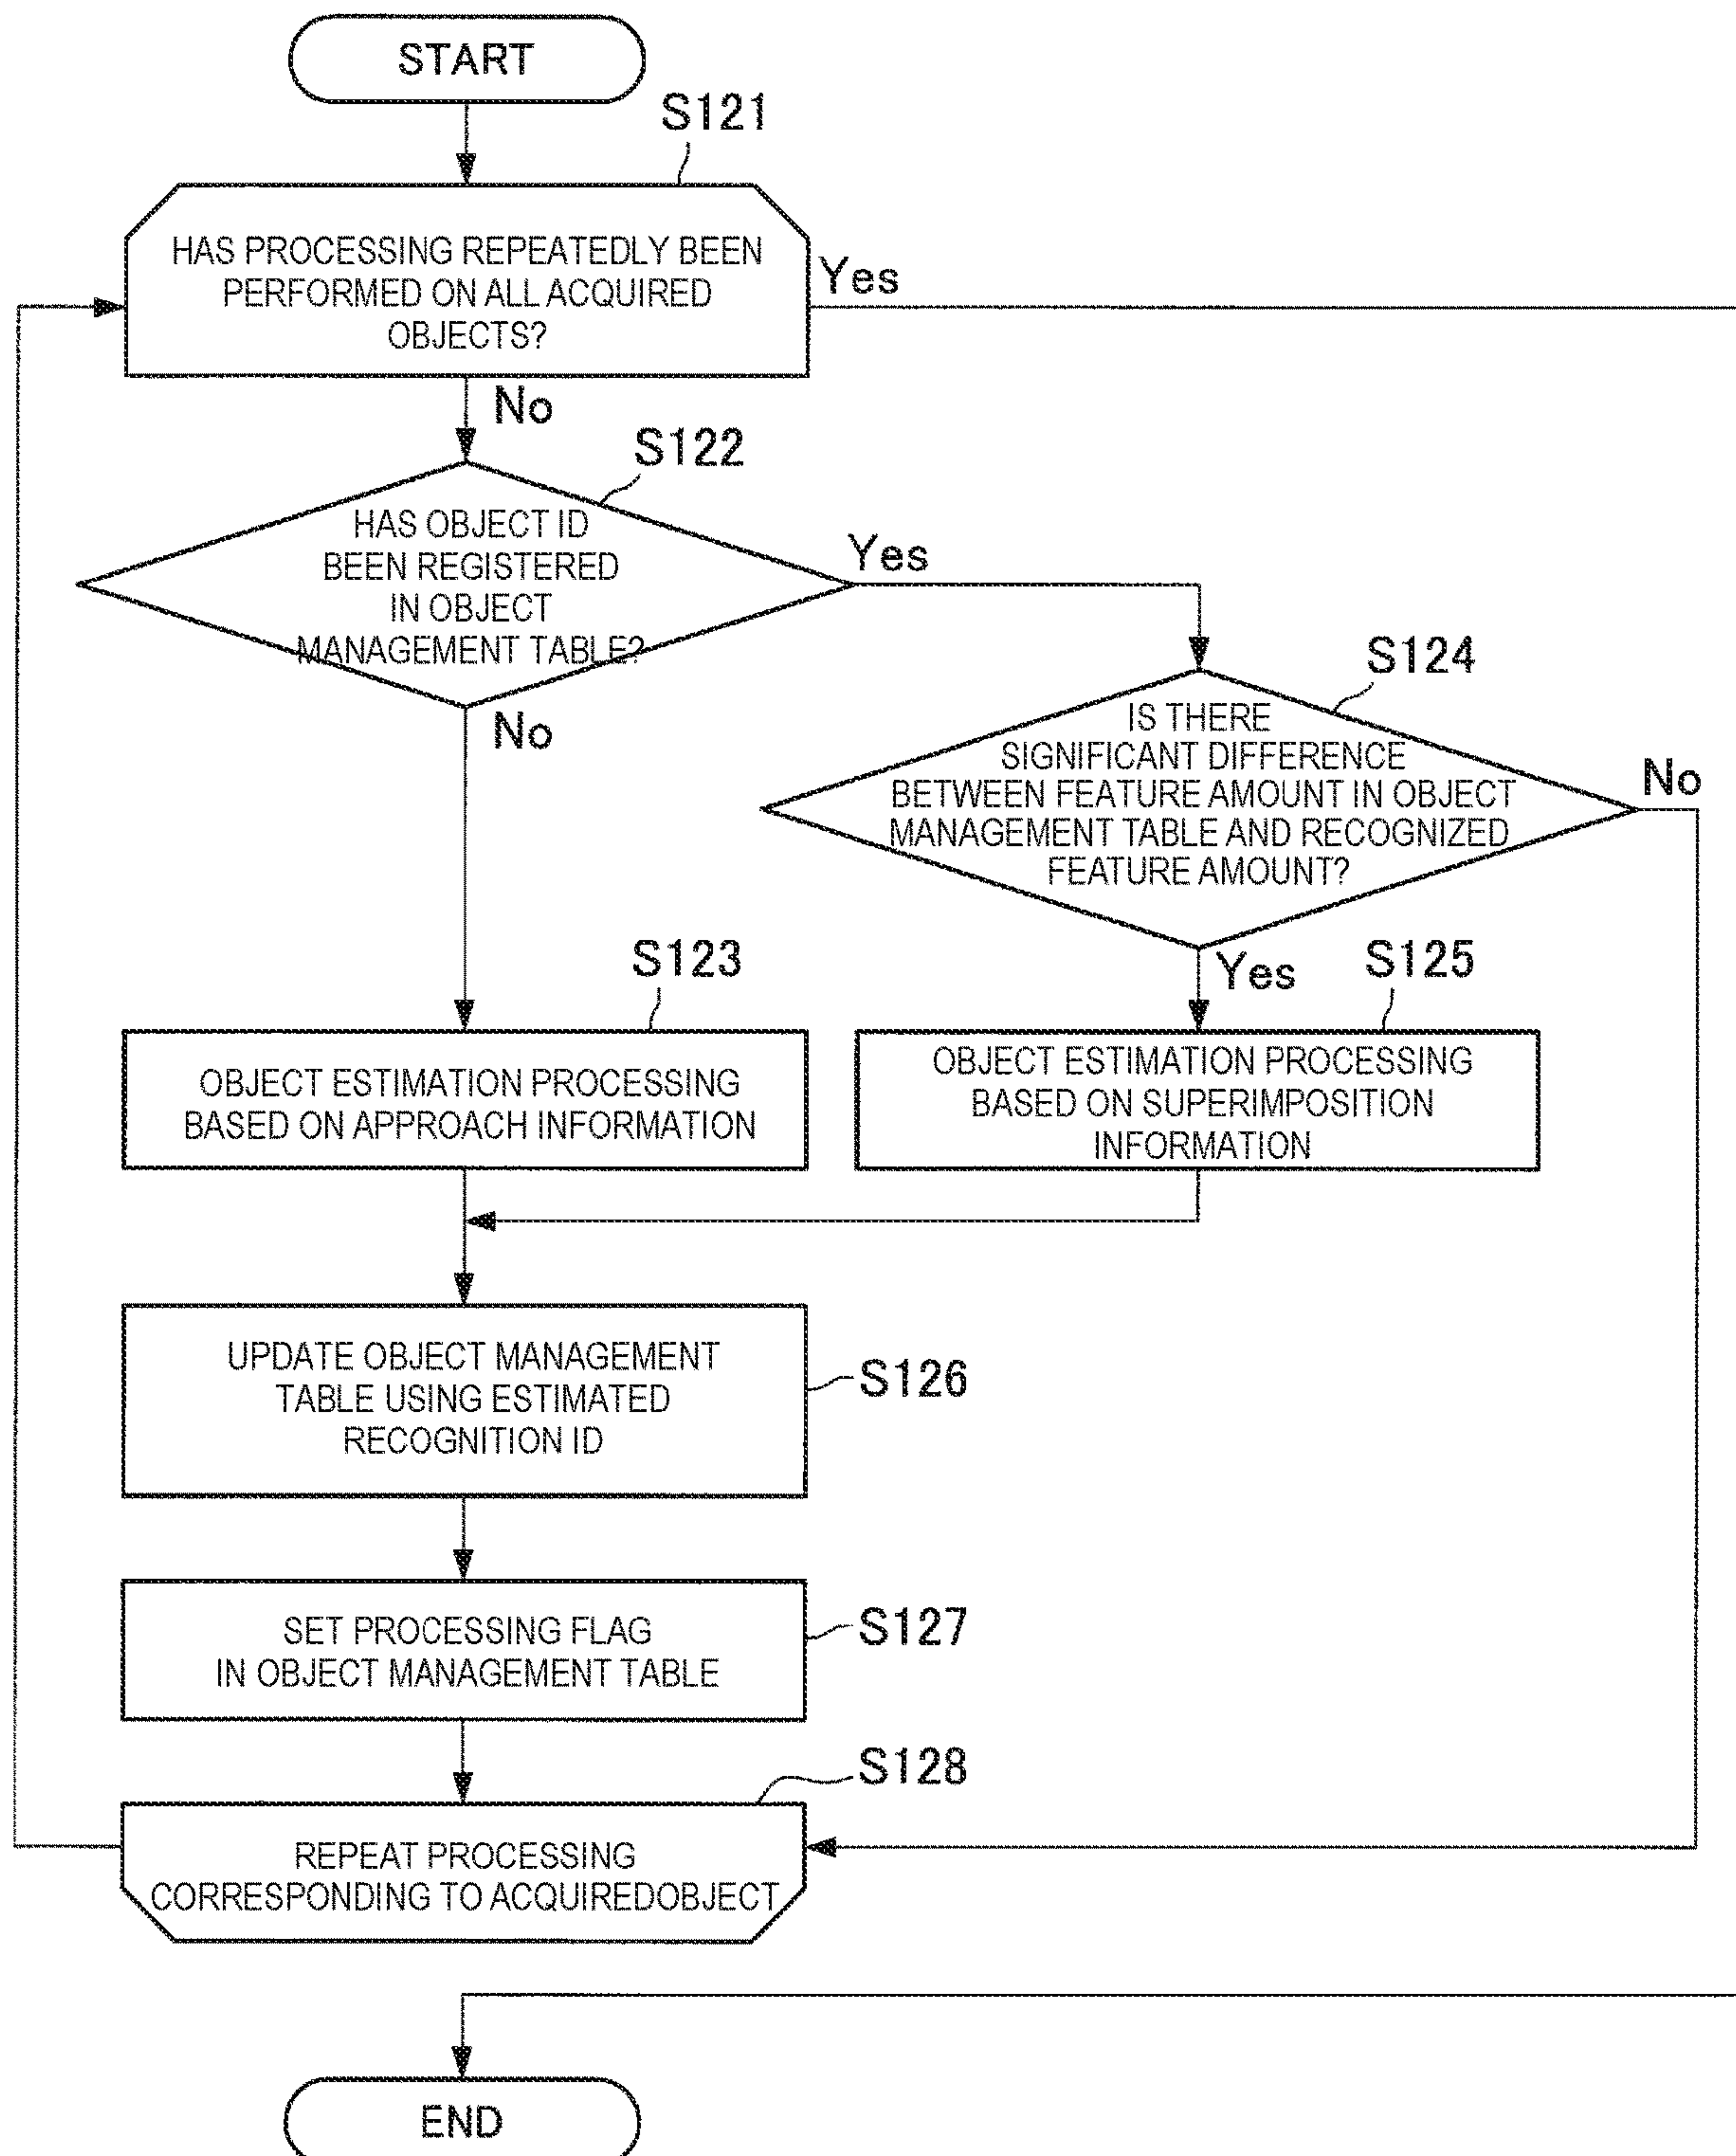 START
S121
HAS PROCESSING REPEATEDLY BEEN
PERFORMED ON ALL ACQUIRED
OBJECTS?
Yes
No
S122
HAS OBJECT ID
BEEN REGISTERED
IN OBJECT
MANAGEMENT TABLE?
Yes
No
S124
IS THERE
SIGNIFICANT DIFFERENCE
BETWEEN FEATURE AMOUNT IN OBJECT
MANAGEMENT TABLE AND RECOGNIZED
FEATURE AMOUNT?
No
Yes
S123
OBJECT ESTIMATION PROCESSING
BASED ON APPROACH INFORMATION
S125
OBJECT ESTIMATION PROCESSING
BASED ON SUPERIMPOSITION
INFORMATION
UPDATE OBJECT MANAGEMENT
TABLE USING ESTIMATED
RECOGNITION ID
S126
SET PROCESSING FLAG
IN OBJECT MANAGEMENT TABLE
S127
S128
REPEAT PROCESSING
CORRESPONDING TO ACQUIREDOBJECT
END